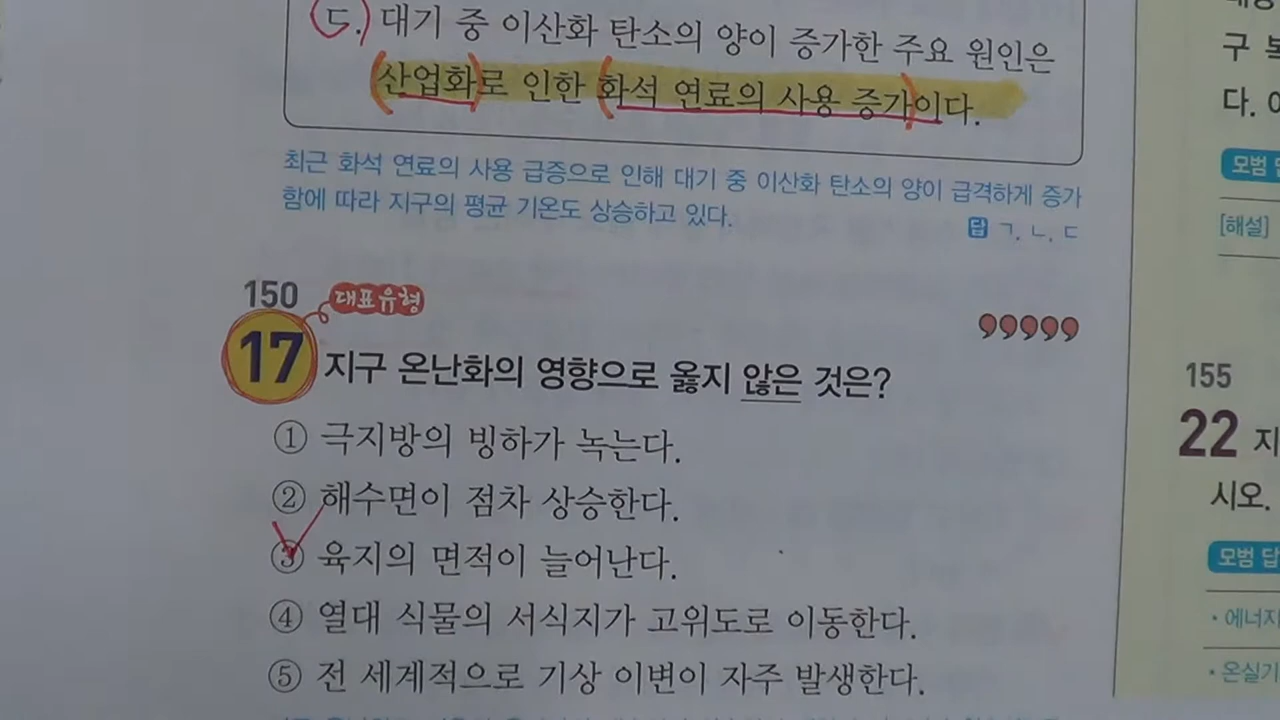 ㄷ. 대기 중 이산화 탄소의 양이 증가한 주요 원인은
산업화로 인한 화석 연료의 사용 증가이다.
최근 화석 연료의 사용 급증으로 인해 대기 중 이산화 탄소의 양이 급격하게 증가
함에 따라 지구의 평균 기온도 상승하고 있다.
답 ㄱ, ㄴ, ㄷ
150 대표유형
17 지구 온난화의 영향으로 옳지 않은 것은?
① 극지방의 빙하가 녹는다.
② 해수면이 점차 상승한다.
③ 육지의 면적이 늘어난다.
④ 열대 식물의 서식지가 고위도로 이동한다.
⑤ 전 세계적으로 기상 이변이 자주 발생한다.
구
다.
모범
[해설]
155
22 지
시오.
모범 답
• 에너지
• 온실기